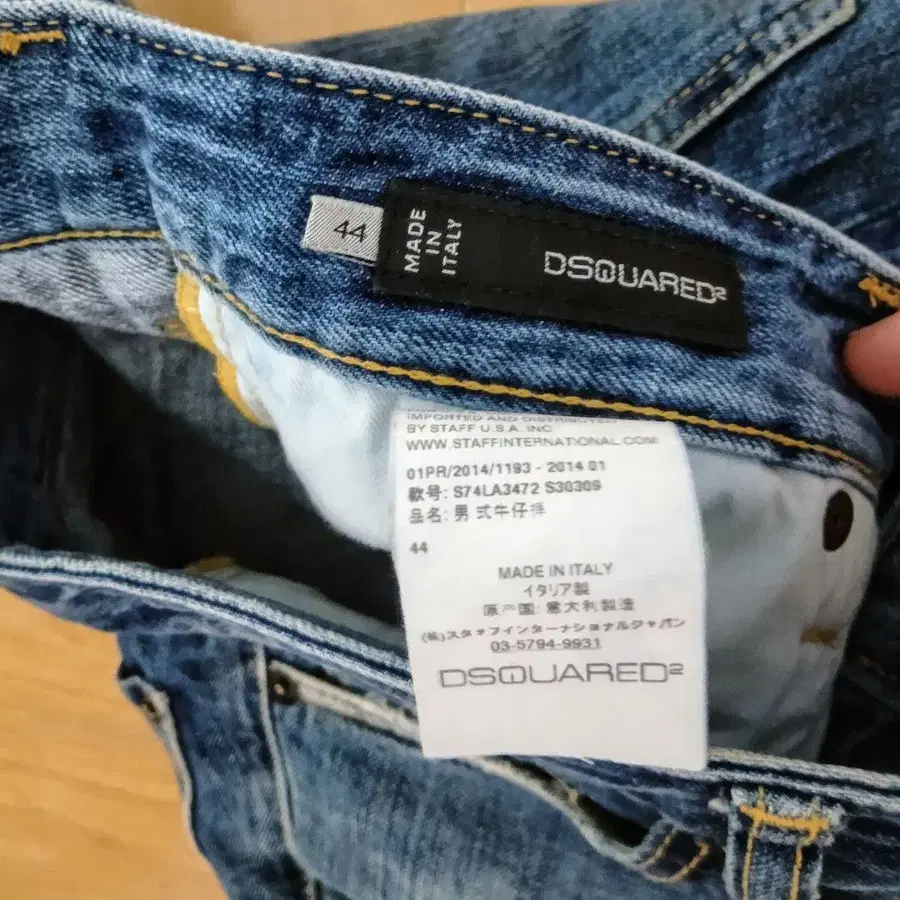 44
MADE
IN
ITALY
DSQUARED2
IMPORTED AND DISTRIBUTED
BY STAFF U.S.A. INC
WWW.STAFFINTERNATIONAL.COM
01PR/2014/1193 - 2014 01
款号: S74LA3472 S30309
品名: 男式牛仔裤
44
MADE IN ITALY
イタリア製
原产国: 意大利製造
(株)スタッフインターナショナルジャパン
03-5794-9931
DSQUARED2